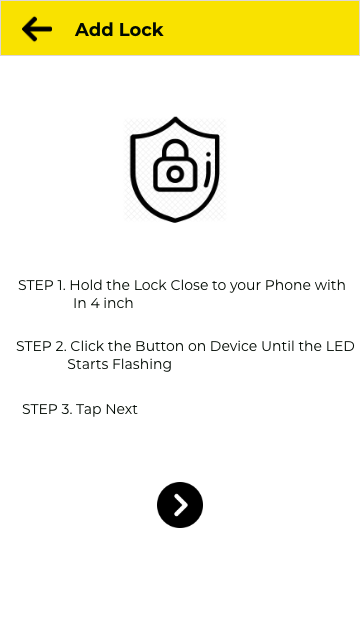 Add Lock
STEP 1. Hold the Lock Close to your Phone with
In 4 inch
STEP 2. Click the Button on Device Until the LED
Starts Flashing
STEP 3. Tap Next